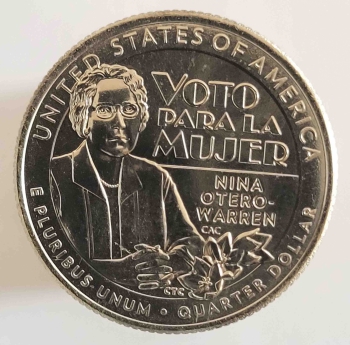 UNITED STATES OF AMERICA
VOTO
PARA LA
MUJER
NINA
OTERO-
WARREN
CAC
CTC
E PLURIBUS UNUM • QUARTER DOLLAR